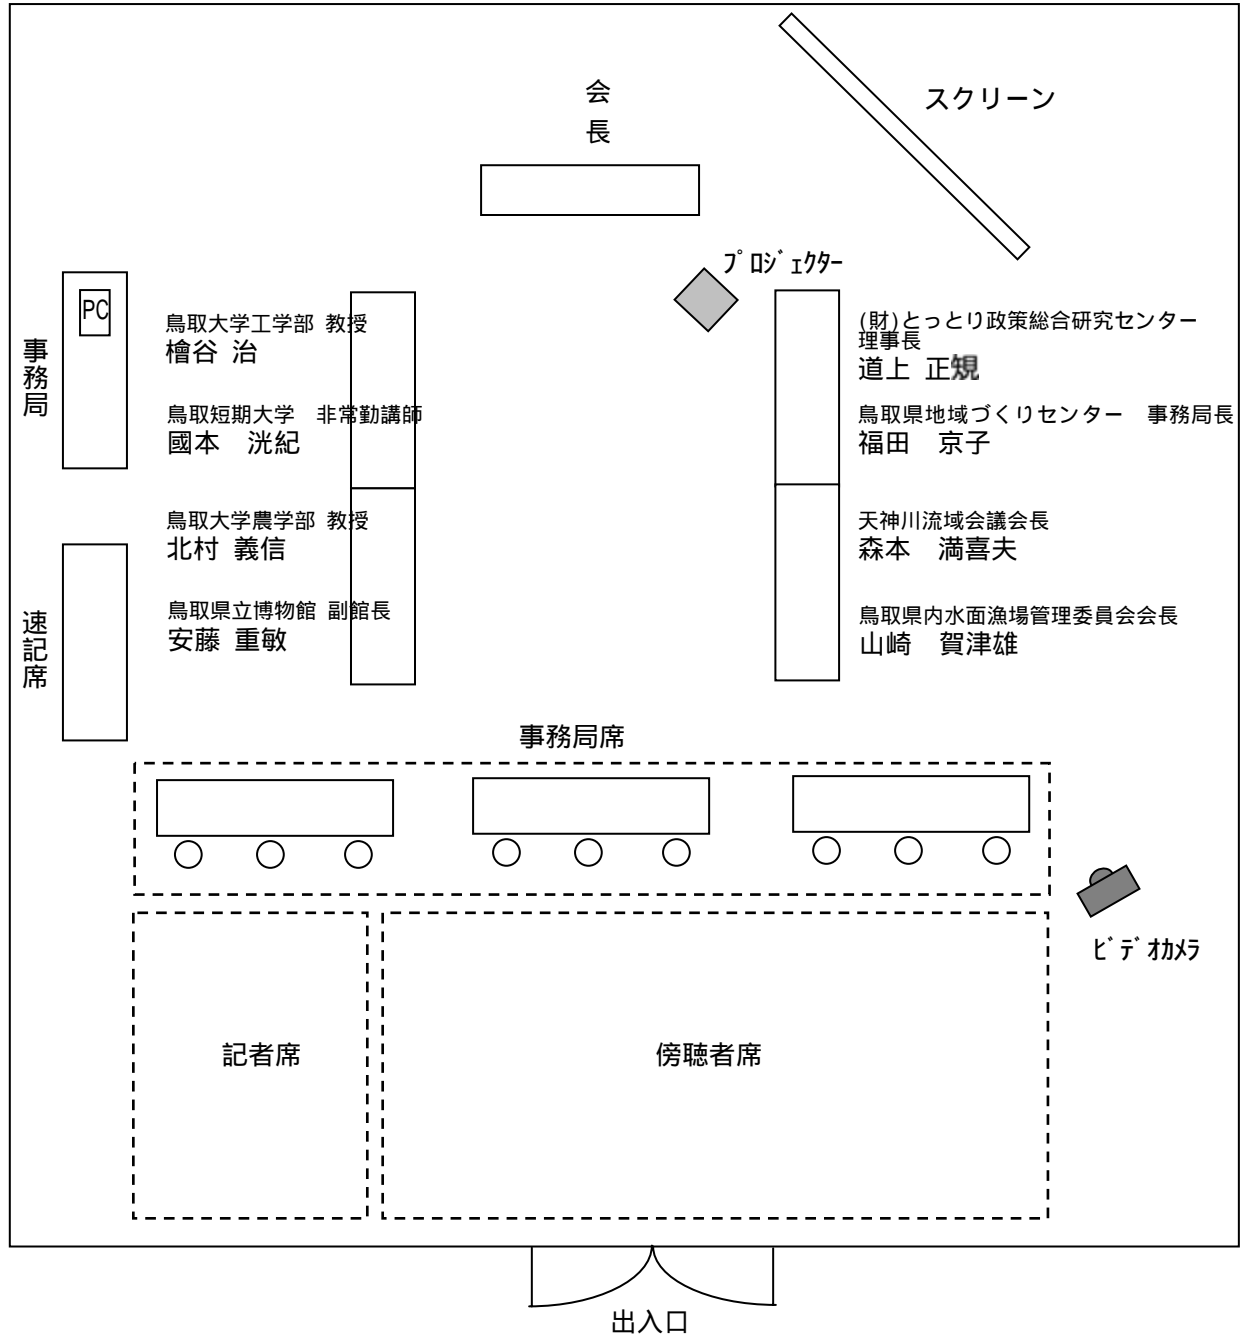 会
長
スクリーン
ﾌﾟﾛｼﾞｪｸﾀｰ
PC
事務局
鳥取大学工学部 教授
檜谷 治
鳥取短期大学　非常勤講師
國本　洸紀
鳥取大学農学部 教授
北村 義信
鳥取県立博物館 副館長
安藤 重敏
速記席
(財)とっとり政策総合研究センター
理事長
道上 正䂓
鳥取県地域づくりセンター　事務局長
福田　京子
天神川流域会議会長
森本　満喜夫
鳥取県内水面漁場管理委員会会長
山崎　賀津雄
事務局席
ﾋﾞﾃﾞｵｶﾒﾗ
記者席
傍聴者席
出入口